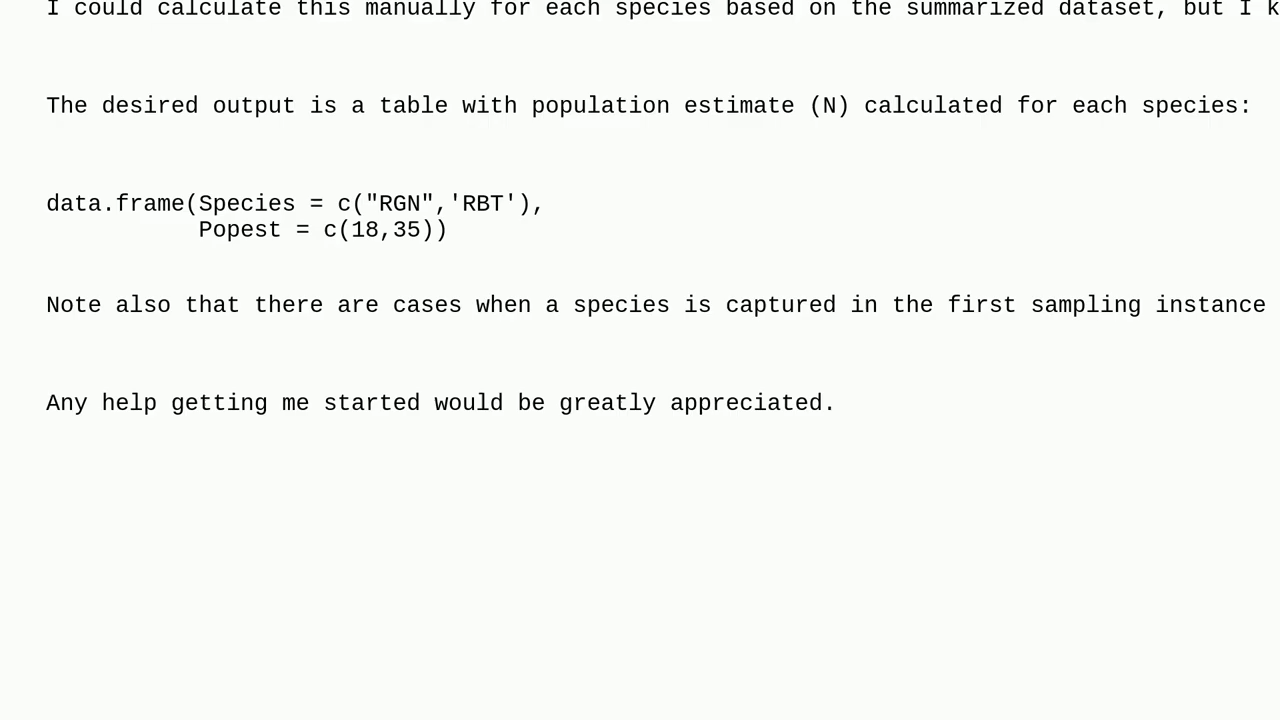 I could calculate this manually for each species based on the summarized dataset, but I
The desired output is a table with population estimate (N) calculated for each species:
data.frame(Species = c("RGN",'RBT'),
           Popest = c(18,35))
Note also that there are cases when a species is captured in the first sampling instance
Any help getting me started would be greatly appreciated.